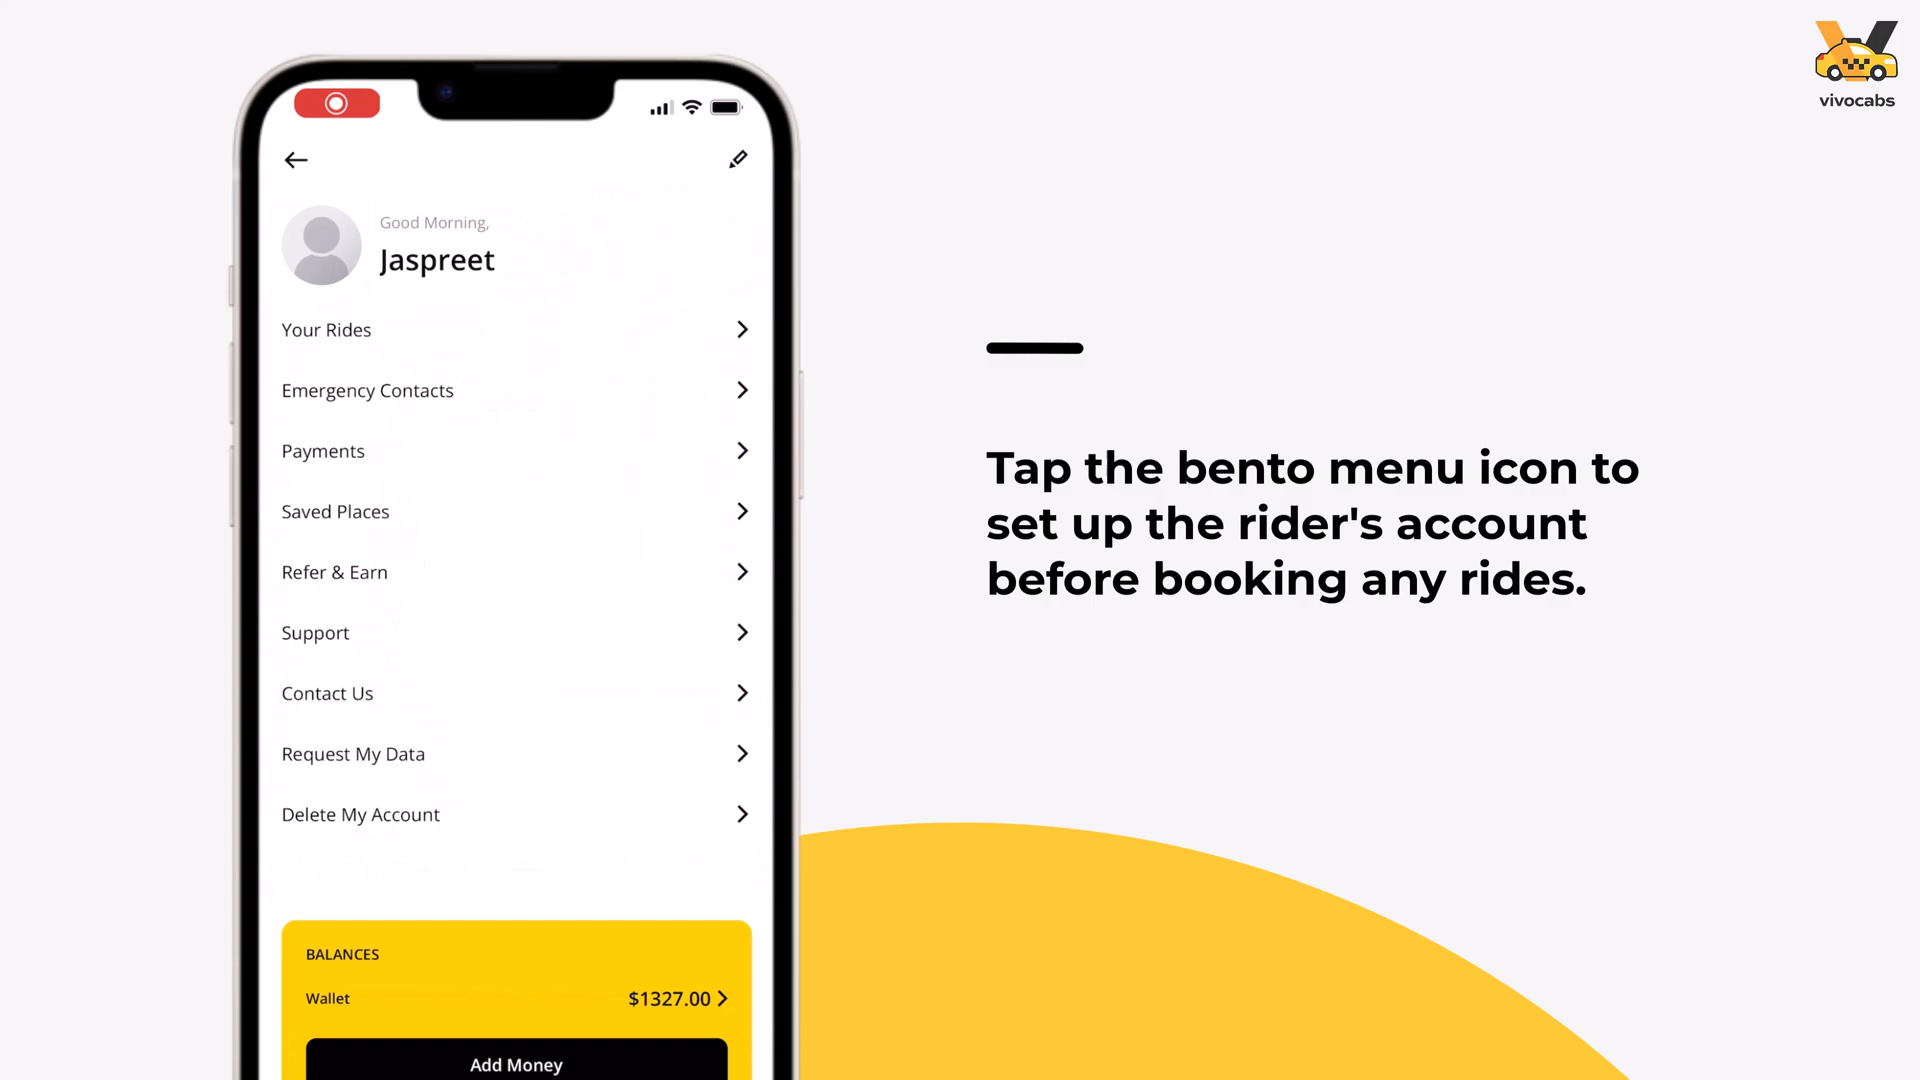 vivocabs
Good Morning,
Jaspreet
Your Rides
Emergency Contacts
Payments
Saved Places
Refer & Earn
Support
Contact Us
Request My Data
Delete My Account
BALANCES
Wallet $1327.00
Add Money
Tap the bento menu icon to
set up the rider's account
before booking any rides.